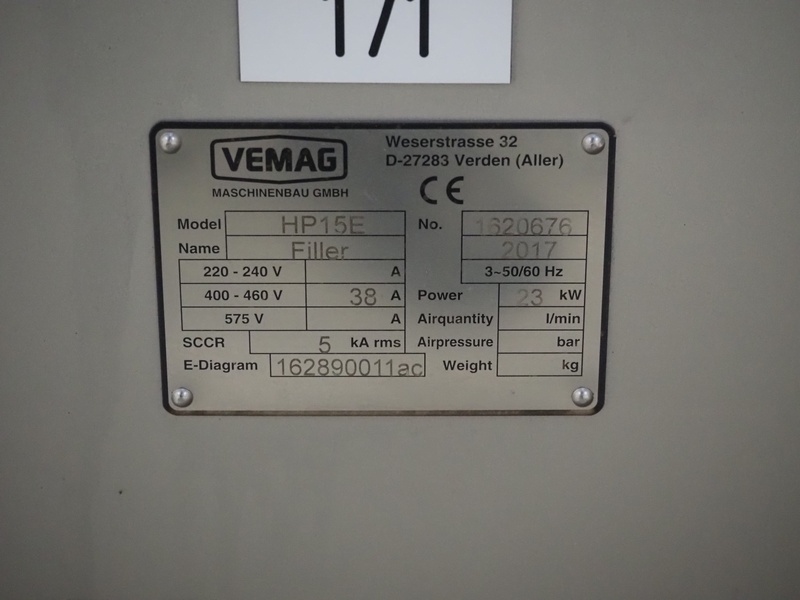 171
VEMAG
MASCHINENBAU GMBH
Weserstrasse 32
D-27283 Verden (Aller)
CE
Model HP15E No. 1620676
Name Filler 2017
220 - 240 V A 3~50/60 Hz
400 - 460 V 38 A Power 23 kW
575 V A Airquantity l/min
SCCR 5 kA rms Airpressure bar
E-Diagram 162890011ac Weight kg